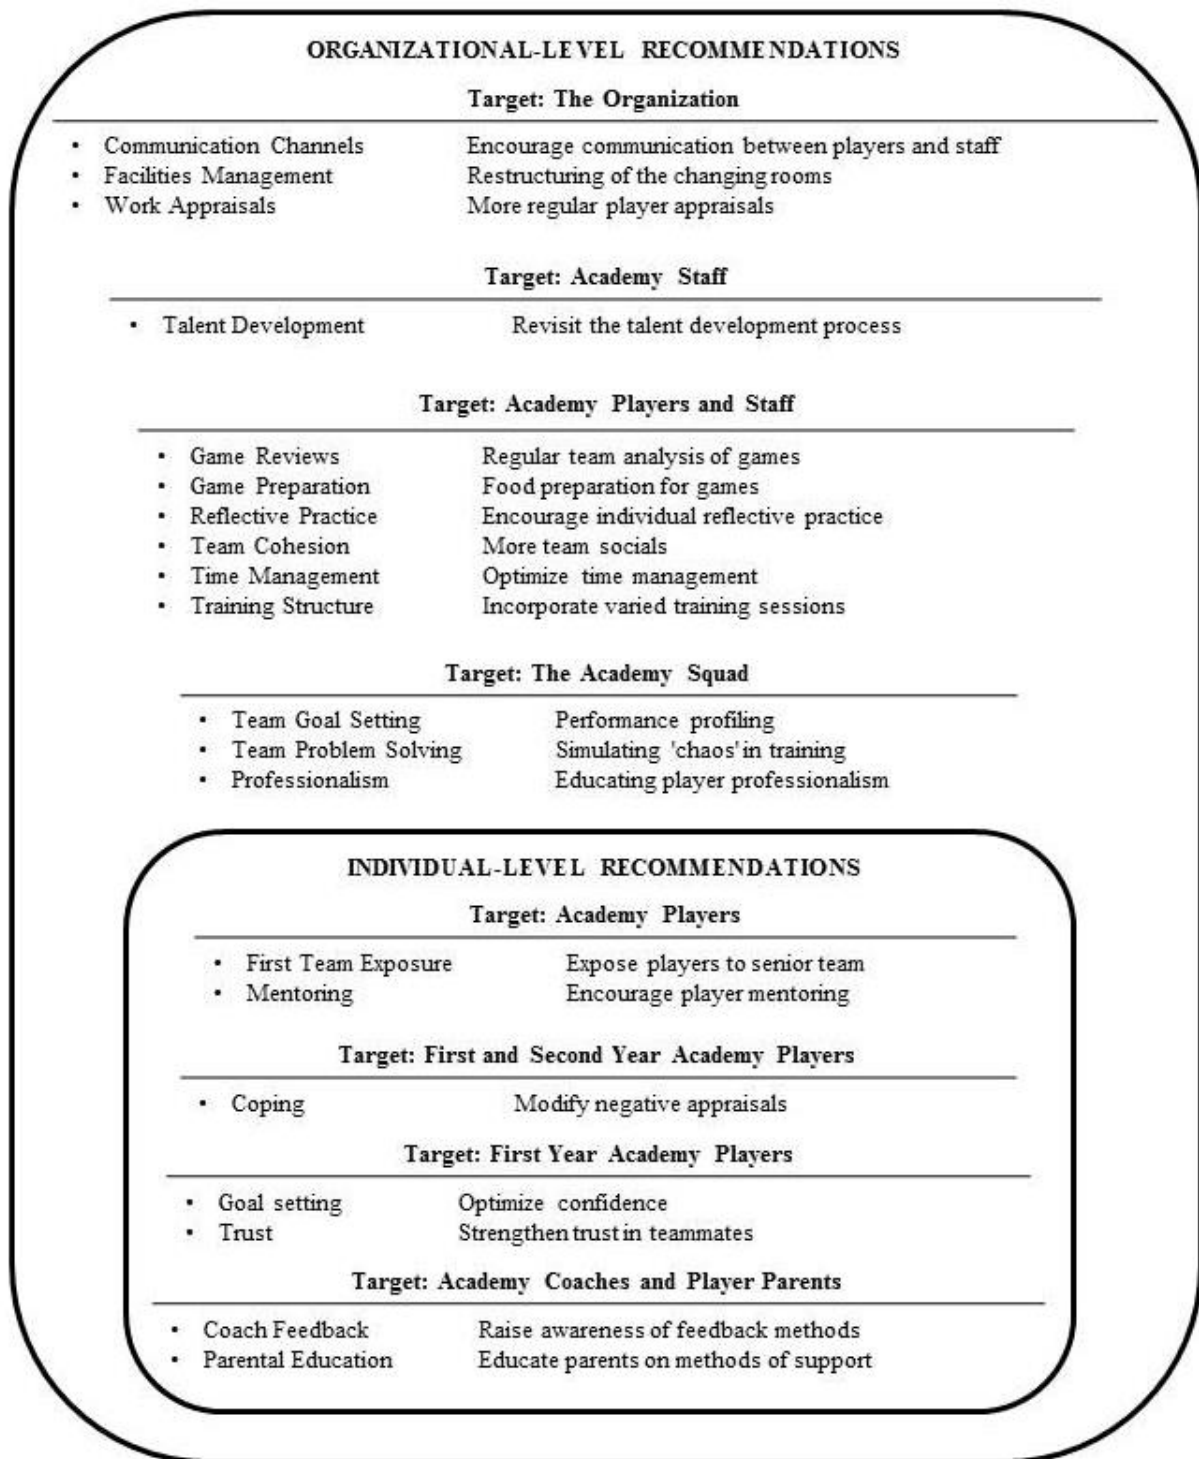 ORGANIZATIONAL-LEVEL RECOMMENDATIONS
Target: The Organization
• Communication Channels Encourage communication between players and staff
• Facilities Management Restructuring of the changing rooms
• Work Appraisals More regular player appraisals
Target: Academy Staff
• Talent Development Revisit the talent development process
Target: Academy Players and Staff
• Game Reviews Regular team analysis of games
• Game Preparation Food preparation for games
• Reflective Practice Encourage individual reflective practice
• Team Cohesion More team socials
• Time Management Optimize time management
• Training Structure Incorporate varied training sessions
Target: The Academy Squad
• Team Goal Setting Performance profiling
• Team Problem Solving Simulating 'chaos' in training
• Professionalism Educating player professionalism
INDIVIDUAL-LEVEL RECOMMENDATIONS
Target: Academy Players
• First Team Exposure Expose players to senior team
• Mentoring Encourage player mentoring
Target: First and Second Year Academy Players
• Coping Modify negative appraisals
Target: First Year Academy Players
• Goal setting Optimize confidence
• Trust Strengthen trust in teammates
Target: Academy Coaches and Player Parents
• Coach Feedback Raise awareness of feedback methods
• Parental Education Educate parents on methods of support